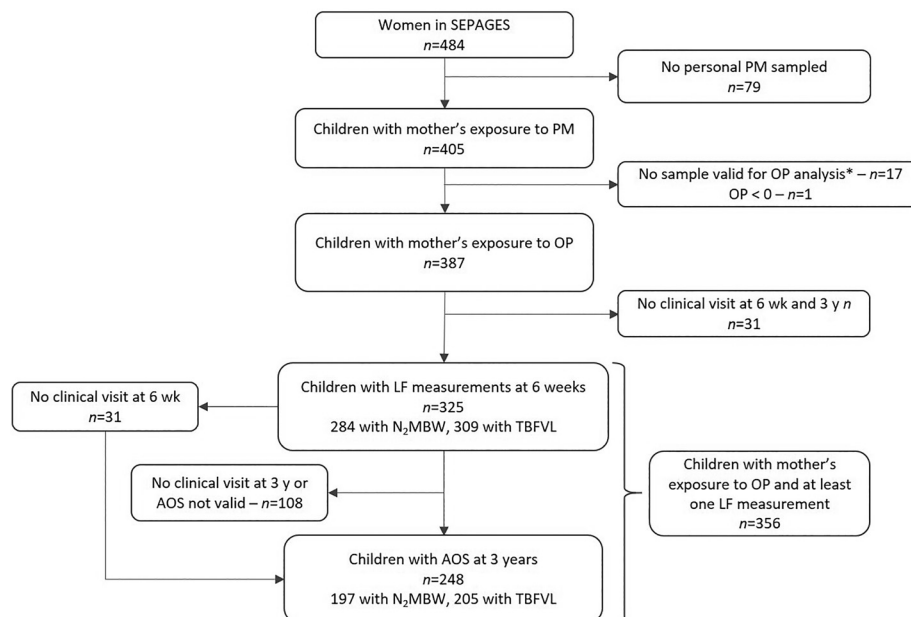 Women in SEPAGES
n=484
No personal PM sampled
n=79
Children with mother's exposure to PM
n=405
No sample valid for OP analysis* – n=17
OP < 0 – n=1
Children with mother's exposure to OP
n=387
No clinical visit at 6 wk and 3 y n
n=31
Children with LF measurements at 6 weeks
n=325
284 with N₂MBW, 309 with TBFVL
No clinical visit at 6 wk
n=31
Children with mother's
exposure to OP and at least
one LF measurement
n=356
No clinical visit at 3 y or
AOS not valid – n=108
Children with AOS at 3 years
n=248
197 with N₂MBW, 205 with TBFVL